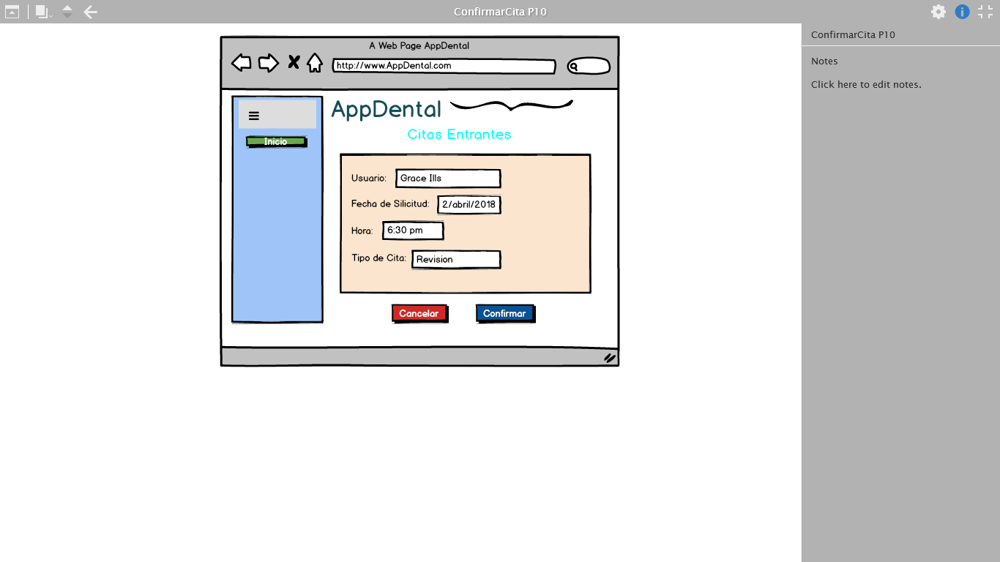 ConfirmarCita P10
ConfirmarCita P10
Notes
Click here to edit notes.
A Web Page AppDental
http://www.AppDental.com
AppDental
Citas Entrantes
Inicio
Usuario: Grace Ills
Fecha de Silicitud: 2/abril/2018
Hora: 6:30 pm
Tipo de Cita: Revision
Cancelar Confirmar